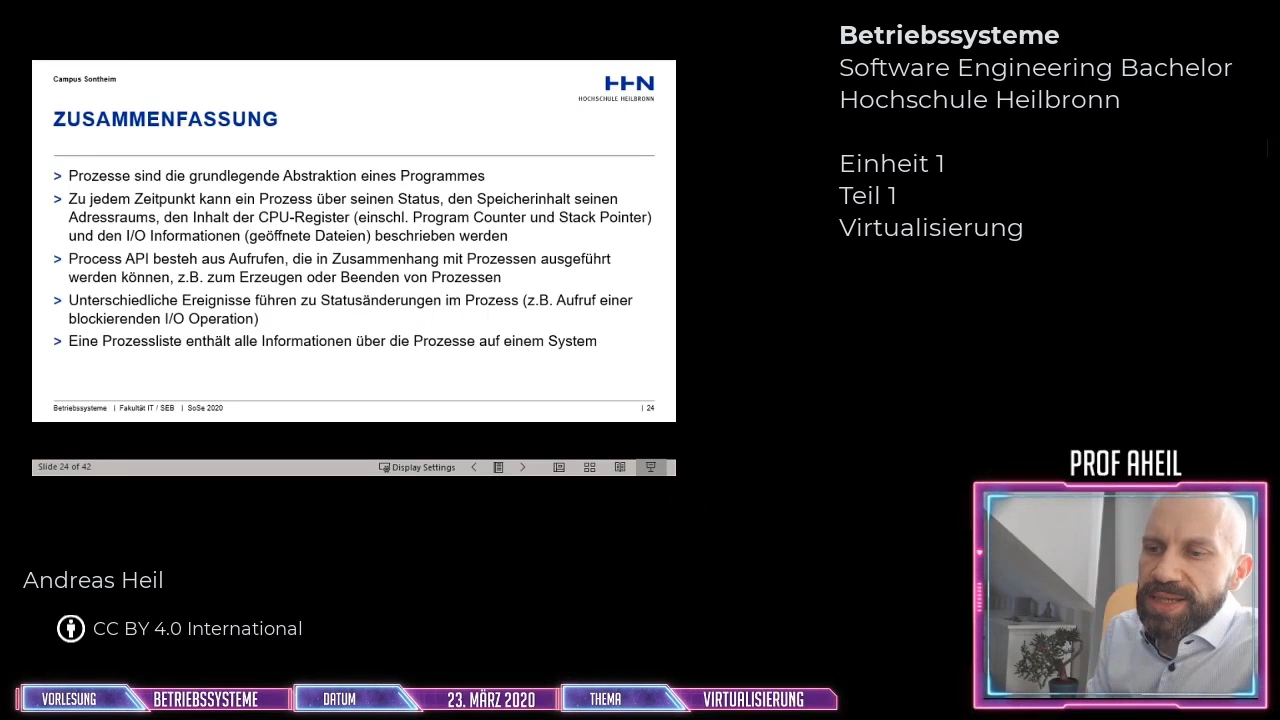 Betriebssysteme
Software Engineering Bachelor
Hochschule Heilbronn
Einheit 1
Teil 1
Virtualisierung
Campus Sontheim
HHN
HOCHSCHULE HEILBRONN
ZUSAMMENFASSUNG
> Prozesse sind die grundlegende Abstraktion eines Programmes
> Zu jedem Zeitpunkt kann ein Prozess über seinen Status, den Speicherinhalt seinen
Adressraums, den Inhalt der CPU-Register (einschl. Program Counter und Stack Pointer)
und den I/O Informationen (geöffnete Dateien) beschrieben werden
> Process API besteh aus Aufrufen, die in Zusammenhang mit Prozessen ausgeführt
werden können, z.B. zum Erzeugen oder Beenden von Prozessen
> Unterschiedliche Ereignisse führen zu Statusänderungen im Prozess (z.B. Aufruf einer
blockierenden I/O Operation)
> Eine Prozessliste enthält alle Informationen über die Prozesse auf einem System
Betriebssysteme | Fakultät IT / SEB | SoSe 2020 | 24
Slide 24 of 42 Display Settings
PROF AHEIL
Andreas Heil
CC BY 4.0 International
VORLESUNG BETRIEBSSYSTEME DATUM 23. MÄRZ 2020 THEMA VIRTUALISIERUNG